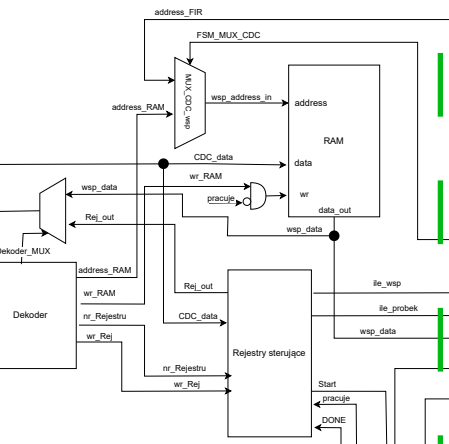 address_FIR
FSM_MUX_CDC
MUX_CDC_wsp
wsp_address_in
address
address_RAM
RAM
CDC_data
data
wr_RAM
wsp_data
pracuje
wr
data_out
Rej_out
wsp_data
Dekoder_MUX
address_RAM
Rej_out
ile_wsp
wr_RAM
ile_probek
Dekoder
nr_Rejestru
CDC_data
wsp_data
wr_Rej
Rejestry sterujące
nr_Rejestru
wr_Rej
Start
pracuje
DONE